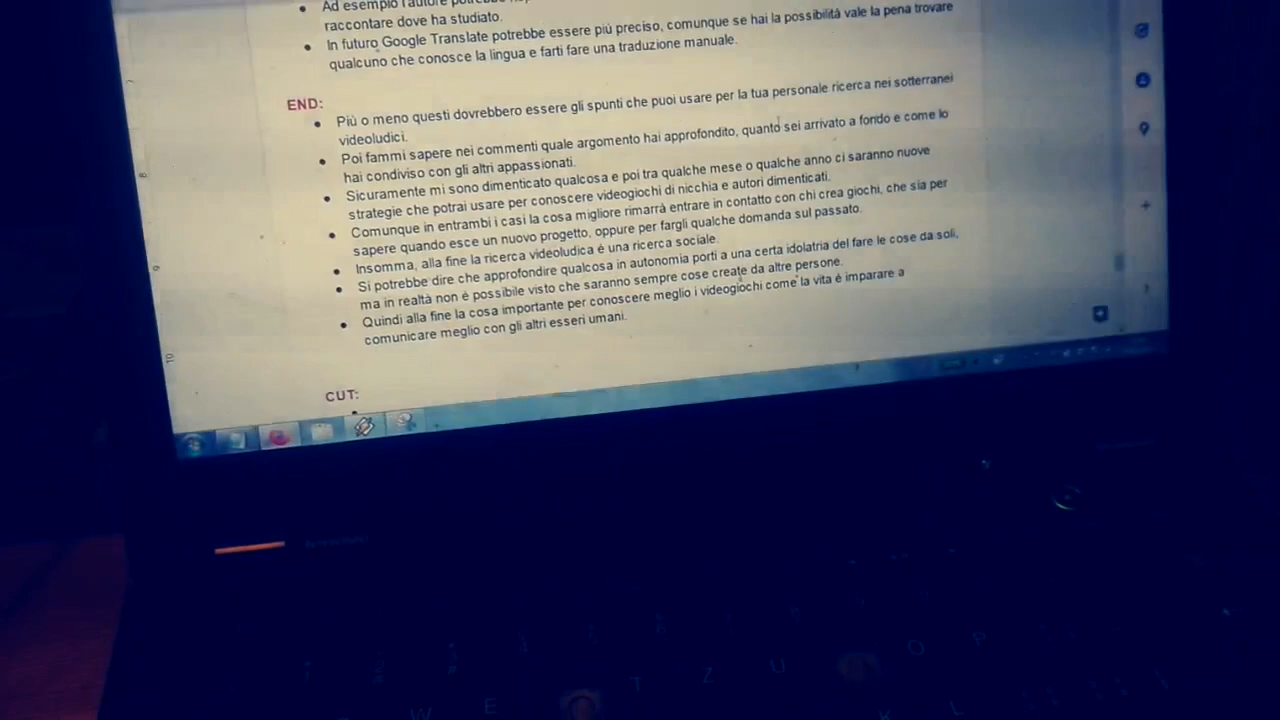 Ad esempio l'autore
raccontare dove ha studiato.
In futuro Google Translate potrebbe essere più preciso, comunque se hai la possibilità vale la pena trovare
qualcuno che conosce la lingua e farti fare una traduzione manuale.
END:
Più o meno questi dovrebbero essere gli spunti che puoi usare per la tua personale ricerca nei sotterranei
videoludici.
Poi fammi sapere nei commenti quale argomento hai approfondito, quanto sei arrivato a fondo e come lo
hai condiviso con gli altri appassionati.
Sicuramente mi sono dimenticato qualcosa e poi tra qualche mese o qualche anno ci saranno nuove
strategie che potrai usare per conoscere videogiochi di nicchia e autori dimenticati.
Comunque in entrambi i casi la cosa migliore rimarrà entrare in contatto con chi crea giochi, che sia per
sapere quando esce un nuovo progetto, oppure per fargli qualche domanda sul passato.
Insomma, alla fine la ricerca videoludica è una ricerca sociale.
Si potrebbe dire che approfondire qualcosa in autonomia porti a una certa idolatria del fare le cose da soli,
ma in realtà non è possibile visto che saranno sempre cose create da altre persone.
Quindi alla fine la cosa importante per conoscere meglio i videogiochi come la vita è imparare a
comunicare meglio con gli altri esseri umani.
CUT:
8
9
10
T Z U O P
W E K L